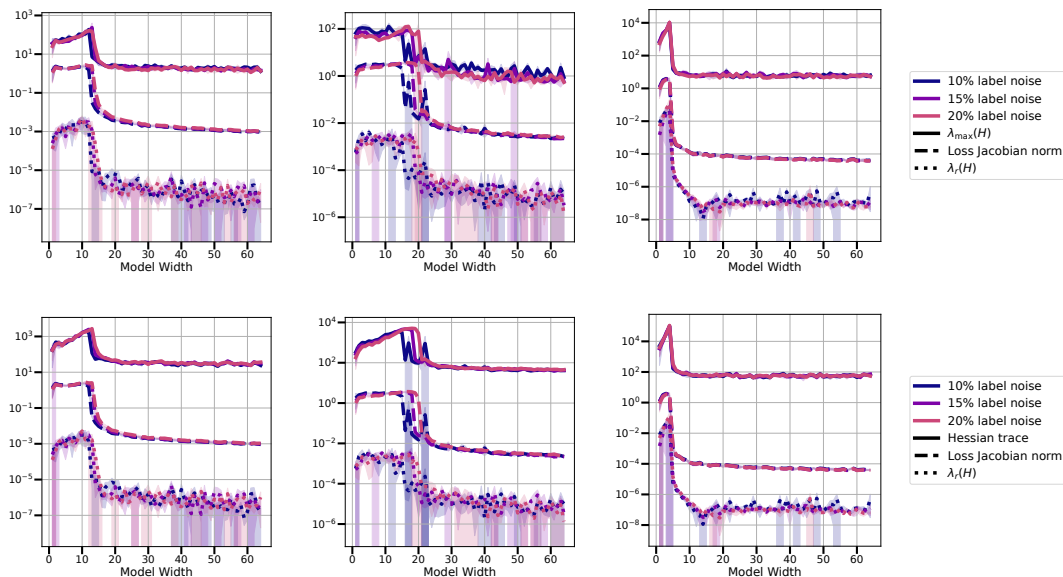 10³
10¹
10⁻¹
10⁻³
10⁻⁵
10⁻⁷
0 10 20 30 40 50 60
Model Width
10²
10⁰
10⁻²
10⁻⁴
10⁻⁶
0 10 20 30 40 50 60
Model Width
10⁴
10²
10⁰
10⁻²
10⁻⁴
10⁻⁶
10⁻⁸
0 10 20 30 40 50 60
Model Width
10% label noise
15% label noise
20% label noise
λmax(H)
Loss Jacobian norm
λr(H)
10³
10¹
10⁻¹
10⁻³
10⁻⁵
10⁻⁷
0 10 20 30 40 50 60
Model Width
10⁴
10²
10⁰
10⁻²
10⁻⁴
10⁻⁶
0 10 20 30 40 50 60
Model Width
10⁴
10²
10⁰
10⁻²
10⁻⁴
10⁻⁶
10⁻⁸
0 10 20 30 40 50 60
Model Width
10% label noise
15% label noise
20% label noise
Hessian trace
Loss Jacobian norm
λr(H)